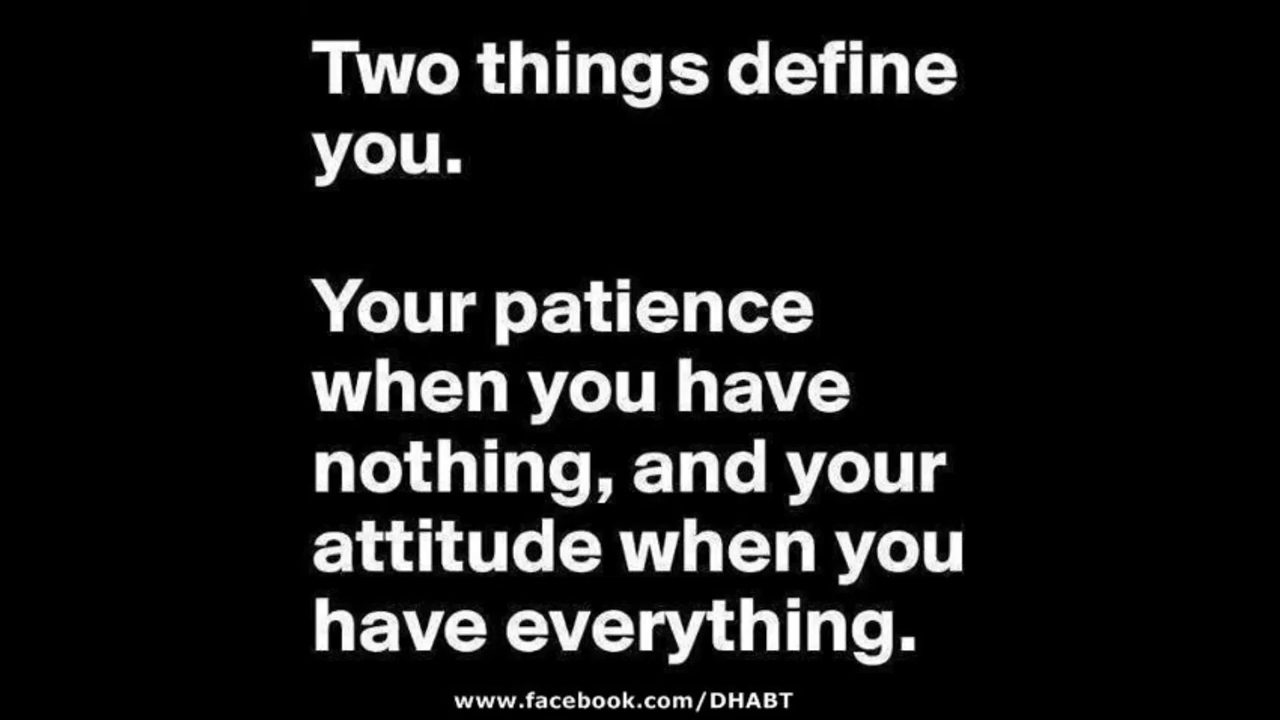 Two things define
you.
Your patience
when you have
nothing, and your
attitude when you
have everything.
www.facebook.com/DHABT